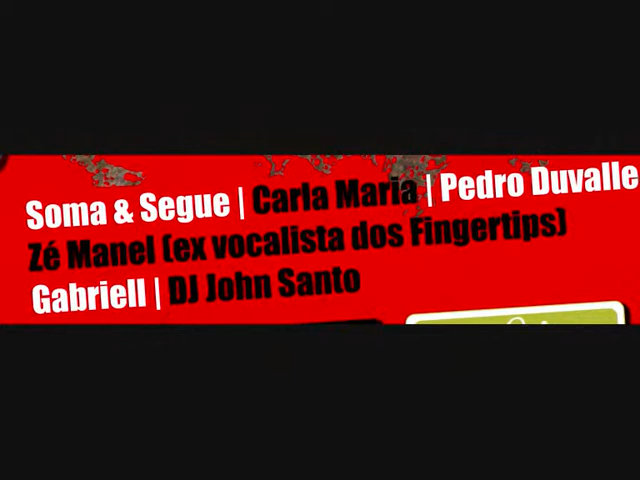 Soma & Segue | Carla Maria | Pedro Duvalle
Zé Manel (ex vocalista dos Fingertips)
Gabriell | DJ John Santo